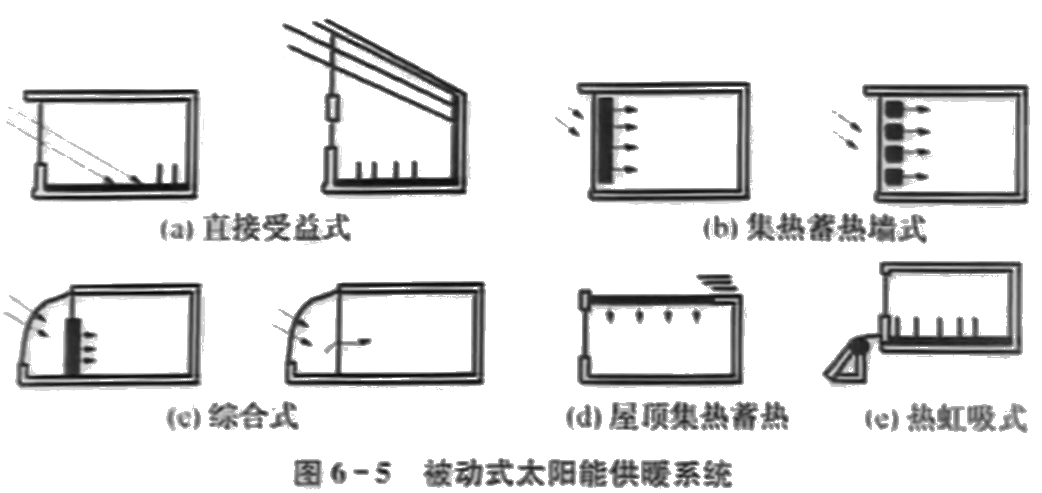 (a) 直接受益式
(b) 集热蓄热墙式
(c) 综合式
(d) 屋顶集热蓄热
(e) 热虹吸式
图 6-5 被动式太阳能供暖系统